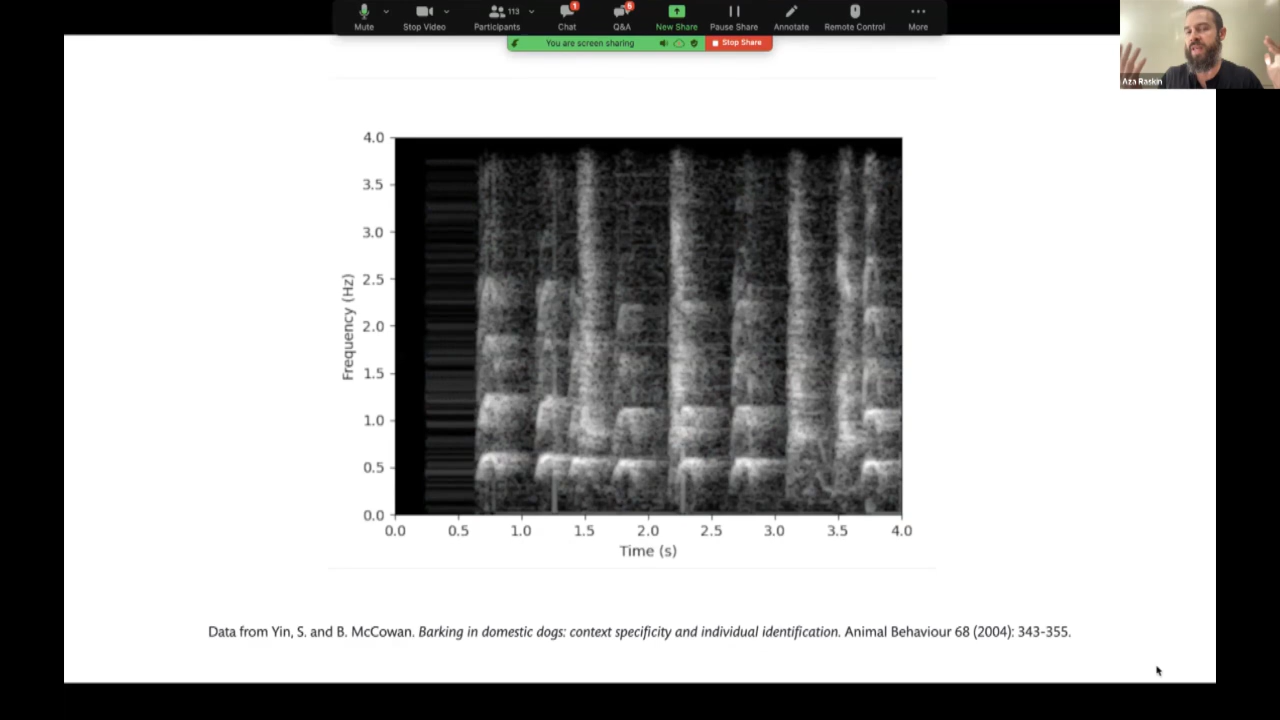 113
1
5
Mute
Stop Video
Participants
Chat
Q&A
New Share
Pause Share
Annotate
Remote Control
More
You are screen sharing
Stop Share
Aza Raskin
4.0
3.5
3.0
2.5
2.0
1.5
1.0
0.5
0.0
Frequency (Hz)
0.0 0.5 1.0 1.5 2.0 2.5 3.0 3.5 4.0
Time (s)
Data from Yin, S. and B. McCowan. Barking in domestic dogs: context specificity and individual identification. Animal Behaviour 68 (2004): 343-355.